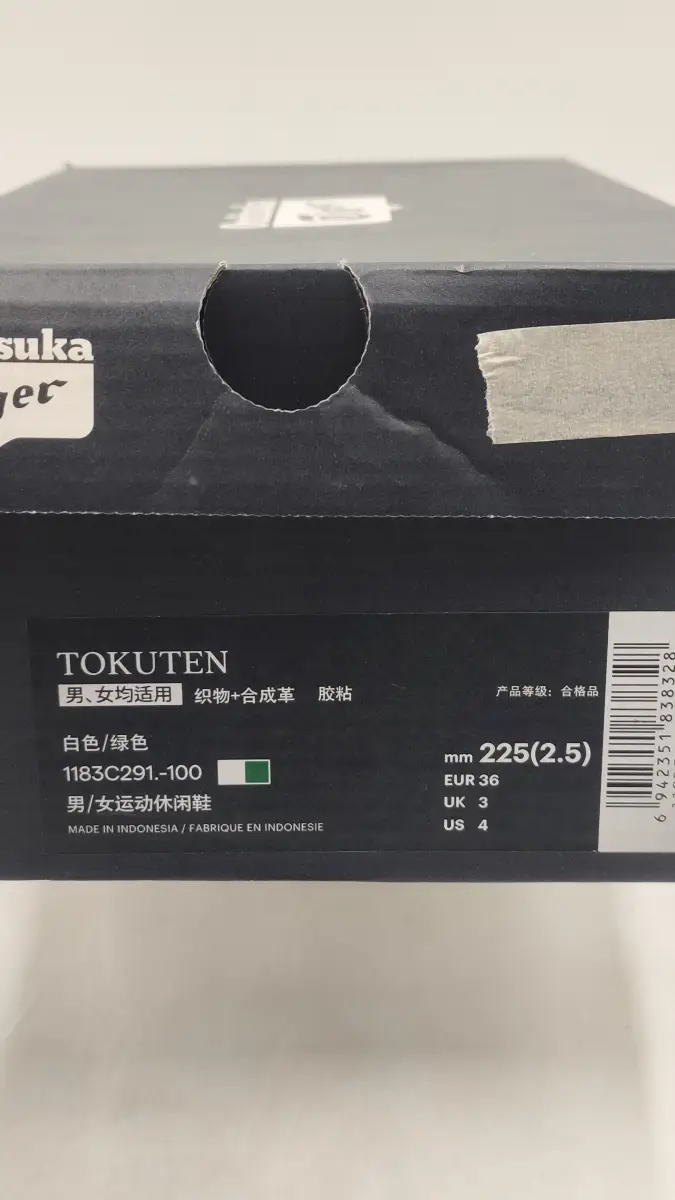 suka
ger
TOKUTEN
男、女均适用 织物+合成革 胶粘
产品等级：合格品
白色/绿色
1183C291.-100
男/女运动休闲鞋
MADE IN INDONESIA / FABRIQUE EN INDONESIE
mm 225(2.5)
EUR 36
UK 3
US 4
6 942351 838328